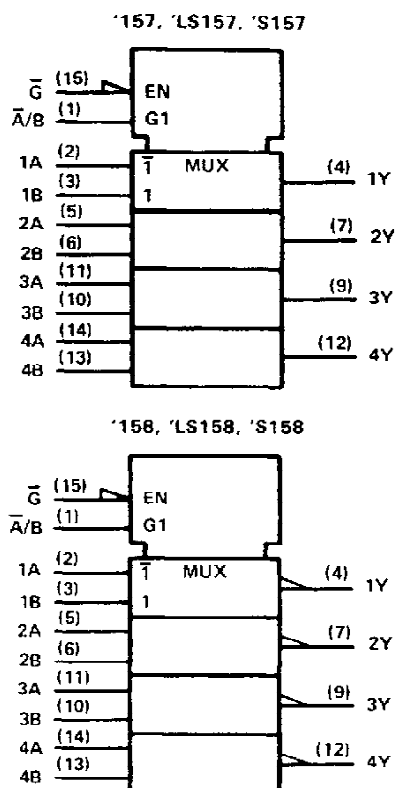 '157, 'LS157, 'S157
G̅ (15) EN
A̅/B (1) G1
1A (2) 1̅ MUX (4) 1Y
1B (3) 1
2A (5) (7) 2Y
2B (6)
3A (11) (9) 3Y
3B (10)
4A (14) (12) 4Y
4B (13)
'158, 'LS158, 'S158
G̅ (15) EN
A̅/B (1) G1
1A (2) 1̅ MUX (4) 1Y
1B (3) 1
2A (5) (7) 2Y
2B (6)
3A (11) (9) 3Y
3B (10)
4A (14) (12) 4Y
4B (13)